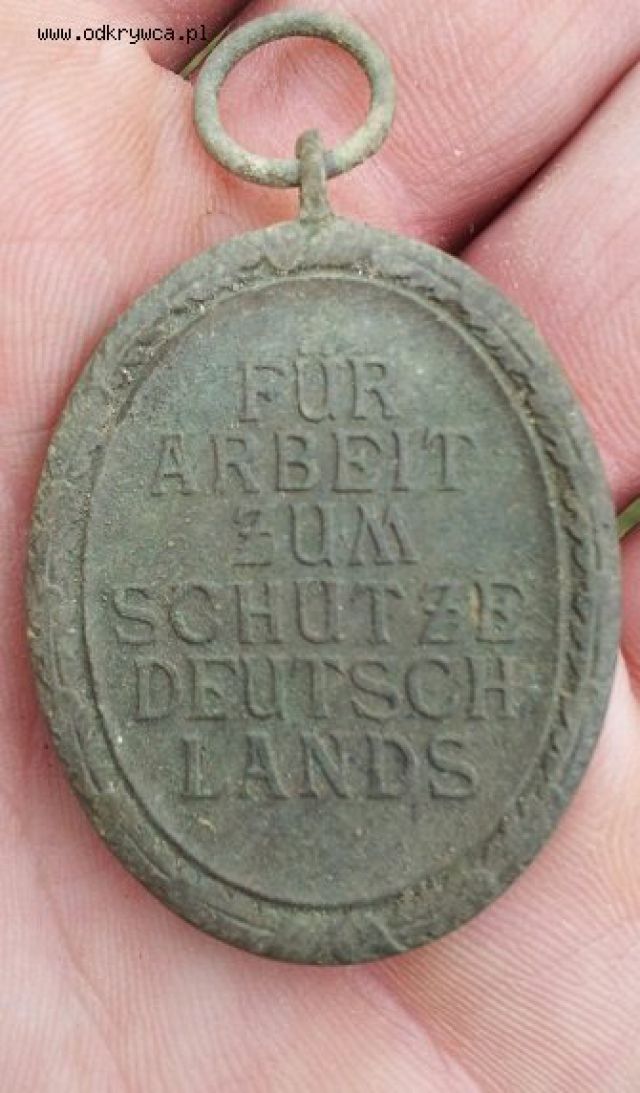 www.odkrywca.pl
FÜR
ARBEIT
ZUM
SCHUTZE
DEUTSCH
LANDS